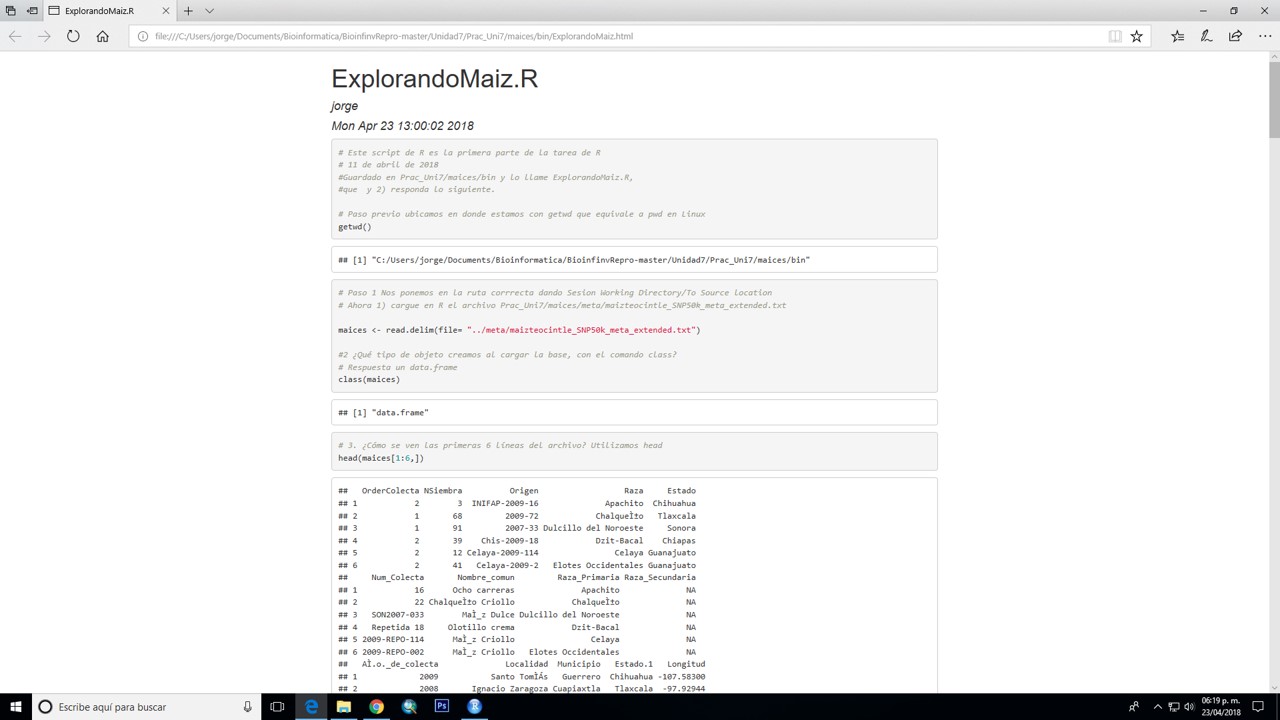 ExplorandoMaiz.R
file:///C:/Users/jorge/Documents/Bioinformatica/BioinfinvRepro-master/Unidad7/Prac_Uni7/maices/bin/ExplorandoMaiz.html
ExplorandoMaiz.R
jorge
Mon Apr 23 13:00:02 2018
# Este script de R es la primera parte de la tarea de R
# 11 de abril de 2018
#Guardado en Prac_Uni7/maices/bin y lo llame ExplorandoMaiz.R,
#que  y 2) responda lo siguiente.
# Paso previo ubicamos en donde estamos con getwd que equivale a pwd en Linux
getwd()
## [1] "C:/Users/jorge/Documents/Bioinformatica/BioinfinvRepro-master/Unidad7/Prac_Uni7/maices/bin"
# Paso 1 Nos ponemos en la ruta corrrecta dando Sesion Working Directory/To Source location
# Ahora 1) cargue en R el archivo Prac_Uni7/maices/meta/maizteocintle_SNP50k_meta_extended.txt
maices <- read.delim(file= "../meta/maizteocintle_SNP50k_meta_extended.txt")
#2 ¿Qué tipo de objeto creamos al cargar la base, con el comando class?
# Respuesta un data.frame
class(maices)
## [1] "data.frame"
# 3. ¿Cómo se ven las primeras 6 líneas del archivo? Utilizamos head
head(maices[1:6,])
##   OrderColecta NSiembra          Origen                   Raza     Estado
## 1            2        3  INIFAP-2009-16               Apachito  Chihuahua
## 2            1       68         2009-72             ChalqueÌ±o   Tlaxcala
## 3            1       91         2007-33 Dulcillo del Noroeste     Sonora
## 4            2       39    Chis-2009-18             Dzit-Bacal    Chiapas
## 5            2       12 Celaya-2009-114                 Celaya Guanajuato
## 6            2       41   Celaya-2009-2   Elotes Occidentales Guanajuato
##     Num_Colecta       Nombre_comun         Raza_Primaria Raza_Secundaria
## 1            16       Ocho carreras              Apachito              NA
## 2            22 ChalqueÌ±o Criollo            ChalqueÌ±o              NA
## 3   SON2007-033         MaÌ_z Dulce Dulcillo del Noroeste              NA
## 4   Repetida 18      Olotillo crema            Dzit-Bacal              NA
## 5 2009-REPO-114       MaÌ_z Criollo                Celaya              NA
## 6 2009-REPO-002       MaÌ_z Criollo   Elotes Occidentales              NA
##   AÌ.o._de_colecta              Localidad  Municipio   Estado.1   Longitud
## 1             2009           Santo TomÌÁs   Guerrero  Chihuahua -107.58300
## 2             2008       Ignacio Zaragoza Cuapiaxtla   Tlaxcala  -97.92944
Escribe aquí para buscar
06:19 p. m.
23/04/2018